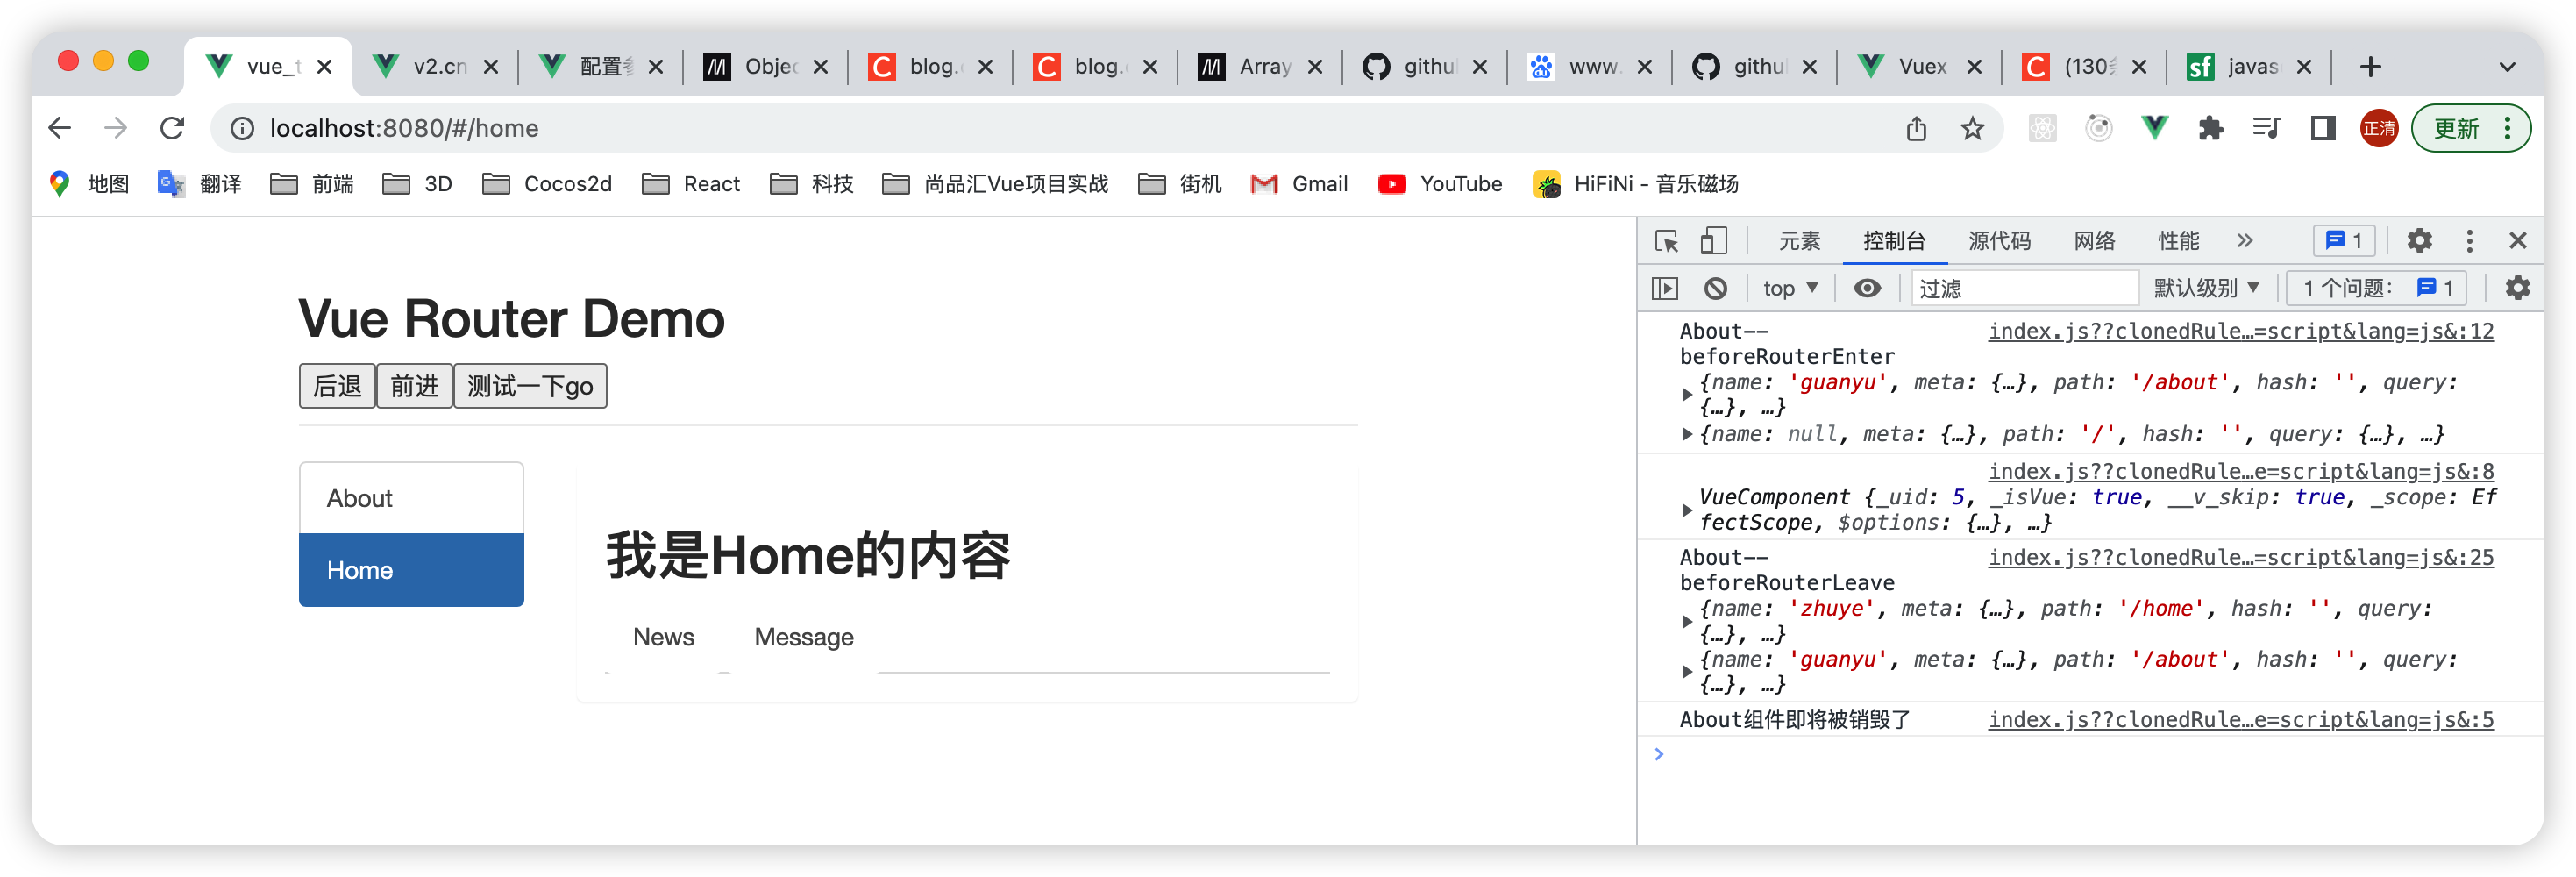 vue_t
v2.cn
配置参
Objec
blog.
blog.
Array
githul
www.
githul
Vuex
(130条
javas
localhost:8080/#/home
正清
更新
地图
翻译
前端
3D
Cocos2d
React
科技
尚品汇Vue项目实战
街机
Gmail
YouTube
HiFiNi - 音乐磁场
Vue Router Demo
后退
前进
测试一下go
About
Home
我是Home的内容
News
Message
元素
控制台
源代码
网络
性能
1
top
过滤
默认级别
1 个问题: 1
About--
index.js??clonedRule…=script&lang=js&:12
beforeRouterEnter
{name: 'guanyu', meta: {…}, path: '/about', hash: '', query:
{…}, …}
{name: null, meta: {…}, path: '/', hash: '', query: {…}, …}
index.js??clonedRule…e=script&lang=js&:8
VueComponent {_uid: 5, _isVue: true, __v_skip: true, _scope: Ef
fectScope, $options: {…}, …}
About--
index.js??clonedRule…=script&lang=js&:25
beforeRouterLeave
{name: 'zhuye', meta: {…}, path: '/home', hash: '', query:
{…}, …}
{name: 'guanyu', meta: {…}, path: '/about', hash: '', query:
{…}, …}
About组件即将被销毁了
index.js??clonedRule…e=script&lang=js&:5